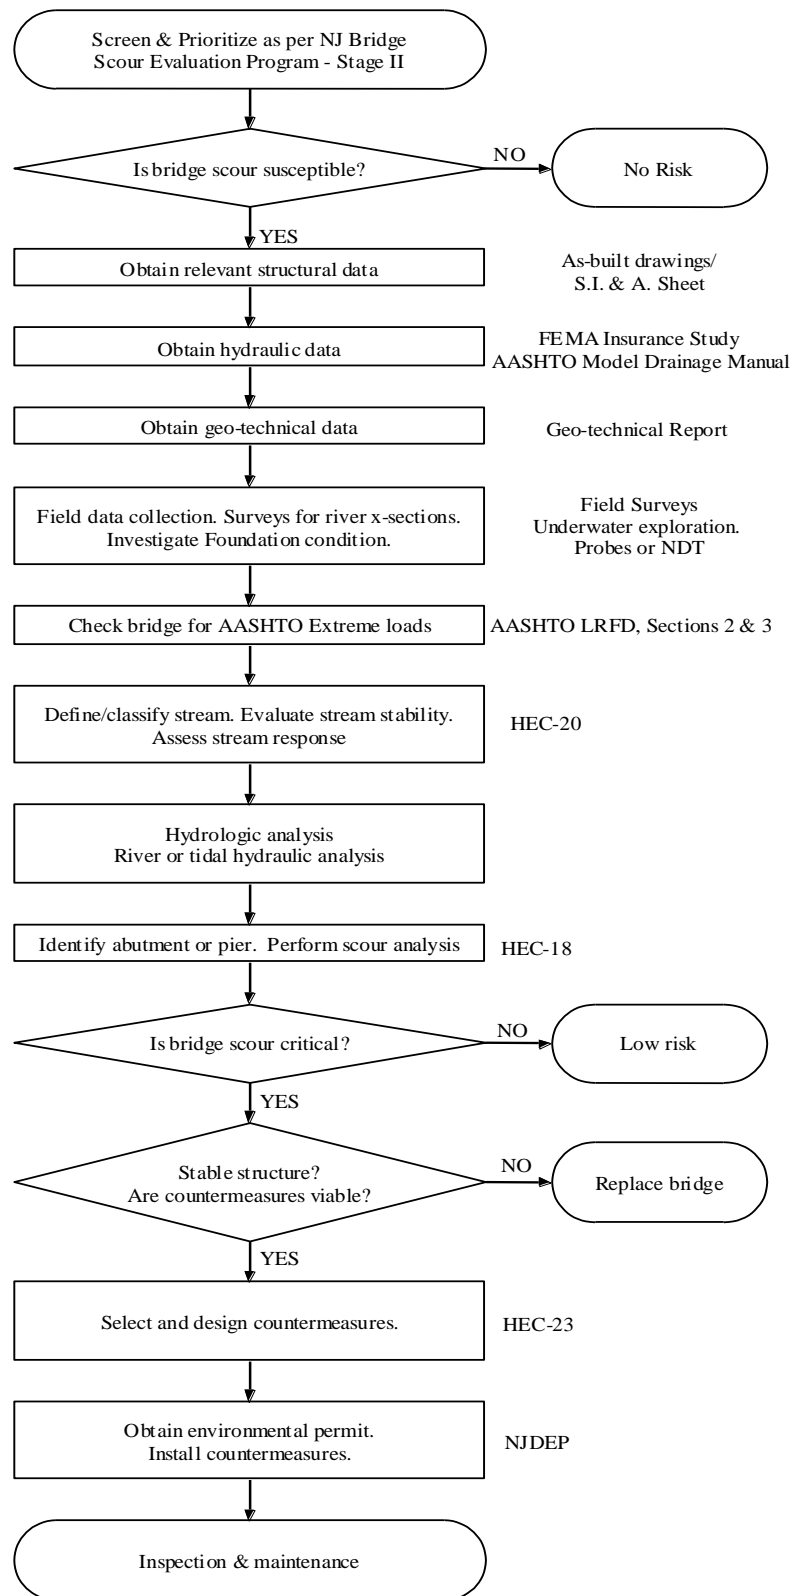 Screen & Prioritize as per NJ Bridge
Scour Evaluation Program - Stage II
Is bridge scour susceptible?
NO
No Risk
YES
Obtain relevant structural data
As-built drawings/
S.I. & A. Sheet
Obtain hydraulic data
FEMA Insurance Study
AASHTO Model Drainage Manual
Obtain geo-technical data
Geo-technical Report
Field data collection. Surveys for river x-sections.
Investigate Foundation condition.
Field Surveys
Underwater exploration.
Probes or NDT
Check bridge for AASHTO Extreme loads
AASHTO LRFD, Sections 2 & 3
Define/classify stream. Evaluate stream stability.
Assess stream response
HEC-20
Hydrologic analysis
River or tidal hydraulic analysis
Identify abutment or pier. Perform scour analysis
HEC-18
Is bridge scour critical?
NO
Low risk
YES
Stable structure?
Are countermeasures viable?
NO
Replace bridge
YES
Select and design countermeasures.
HEC-23
Obtain environmental permit.
Install countermeasures.
NJDEP
Inspection & maintenance